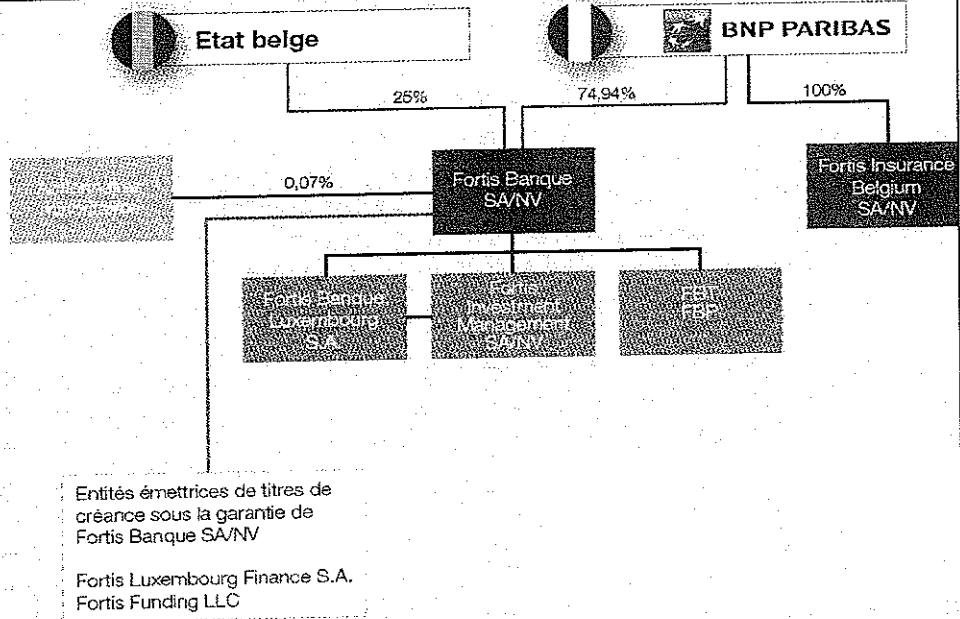 Etat belge
BNP PARIBAS
25%
74,94%
100%
0,07%
Fortis Banque
SA/NV
Fortis Insurance
Belgium
SA/NV
Fortis Banque
Luxembourg
S.A.
Fortis
Investment
Management
SA/NV
FBP
Entités émettrices de titres de
créance sous la garantie de
Fortis Banque SA/NV
Fortis Luxembourg Finance S.A.
Fortis Funding LLC